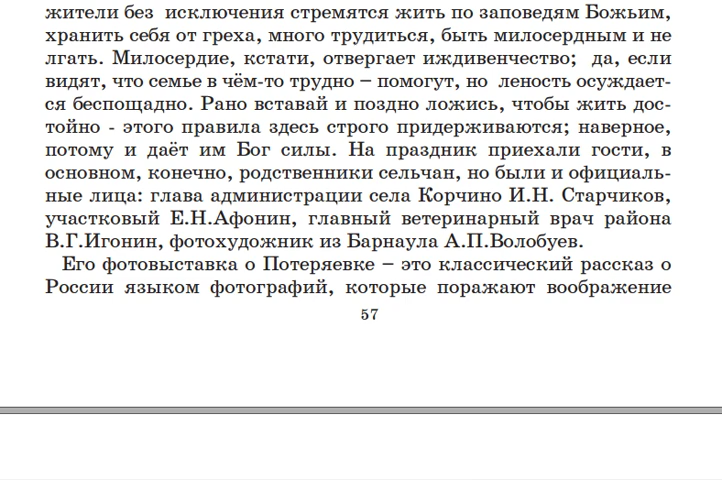 жители без исключения стремятся жить по заповедям Божьим,
хранить себя от греха, много трудиться, быть милосердным и не
лгать. Милосердие, кстати, отвергает иждивенчество; да, если
видят, что семье в чём-то трудно – помогут, но леность осуждает-
ся беспощадно. Рано вставай и поздно ложись, чтобы жить дос-
тойно - этого правила здесь строго придерживаются; наверное,
потому и даёт им Бог силы. На праздник приехали гости, в
основном, конечно, родственники сельчан, но были и официаль-
ные лица: глава администрации села Корчино И.Н. Старчиков,
участковый Е.Н.Афонин, главный ветеринарный врач района
В.Г.Игонин, фотохудожник из Барнаула А.П.Волобуев.
Его фотовыставка о Потеряевке – это классический рассказ о
России языком фотографий, которые поражают воображение
57